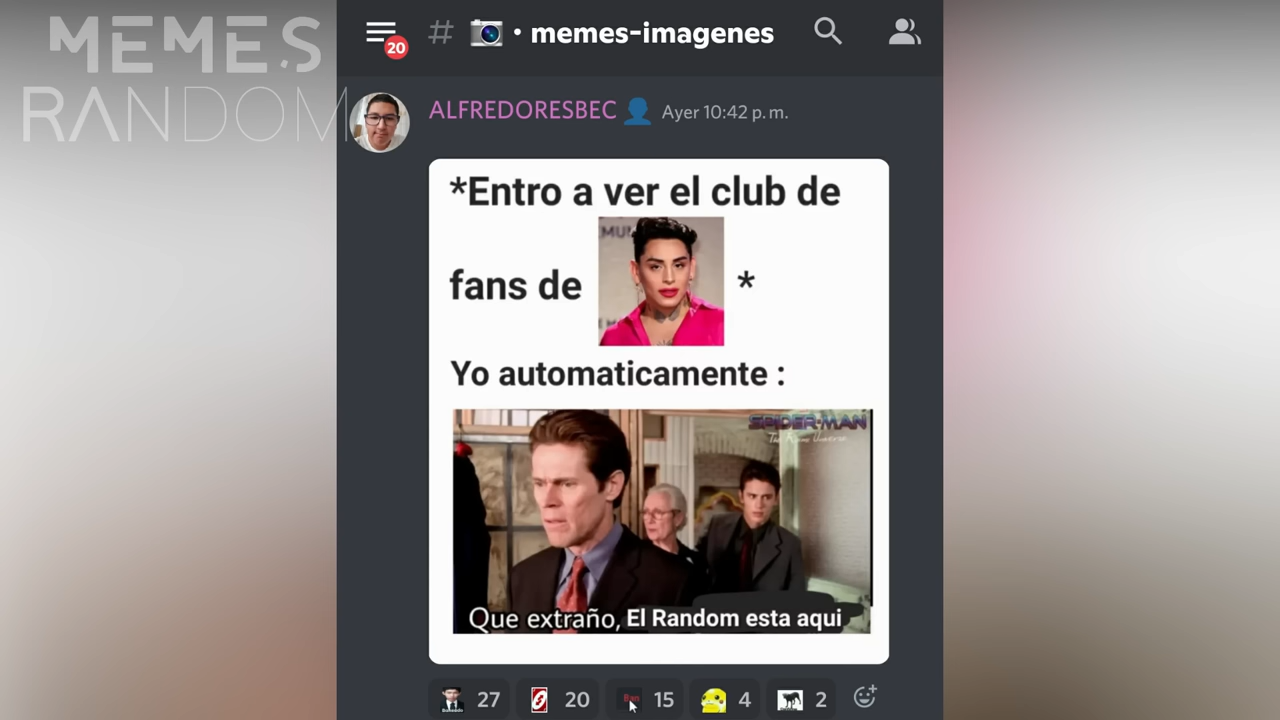 MEMES
RANDOM
20
# • memes-imagenes
ALFREDORESBEC Ayer 10:42 p. m.
*Entro a ver el club de
fans de *
Yo automaticamente :
SPIDER-MAN
Que extraño, El Random esta aqui
27 20 Ban 15 4 2